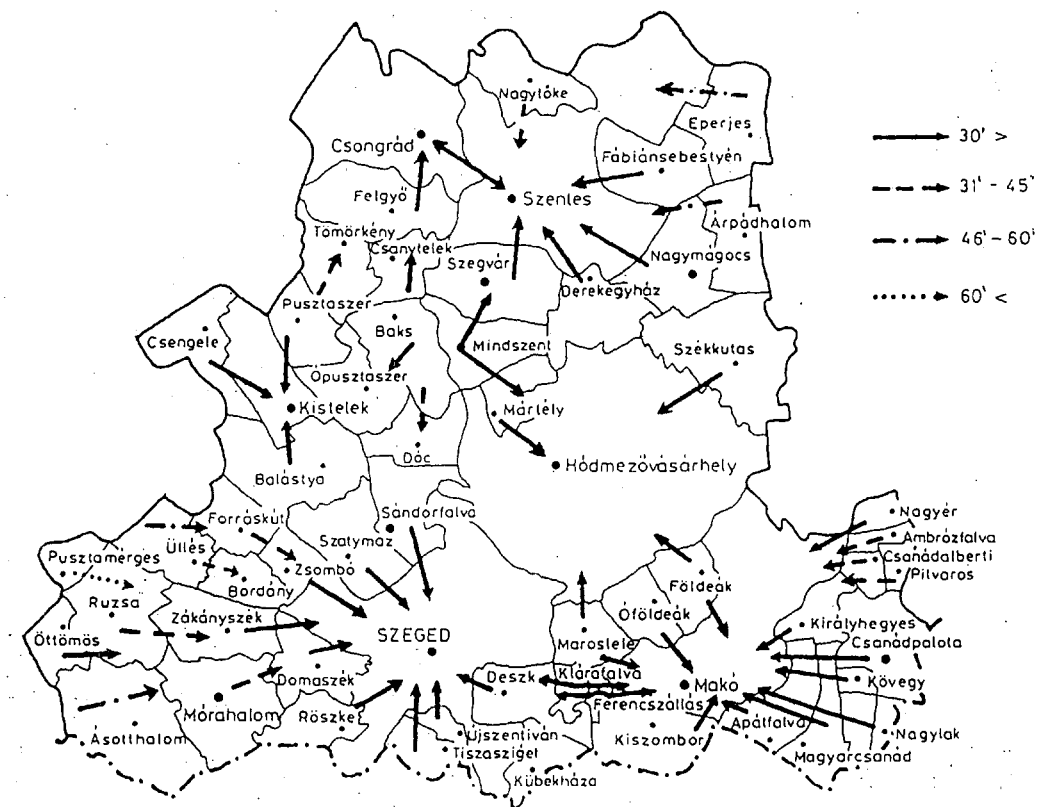 Nagytőke
Eperjes
30' >
Csongrád
Fábiánsebestyén
31' - 45'
Felgyő
Szentes
Árpádhalom
Tömörkény
46' - 60'
Csanytelek
Szegvár
Nagymágocs
Derekegyház
60' <
Pusztaszer
Baks
Csengele
Mindszent
Székkutas
Ópusztaszer
Kistelek
Mártély
Dóc
Hódmezővásárhely
Balástya
Sándorfalva
Forráskút
Nagyér
Szatymaz
Ambrózfalva
Üllés
Pusztamérges
Zsombó
Csanádalberti
Bordány
Földeák
Pitvaros
Ruzsa
Óföldeák
Zákányszék
Királyhegyes
Öttömös
SZEGED
Maroslele
Csanádpalota
Domaszék
Deszk
Klárafalva
Makó
Kövegy
Mórahalom
Röszke
Ferencszállás
Ásotthalom
Újszentiván
Kiszombor
Apátfalva
Nagylak
Tiszasziget
Magyarcsanád
Kübekháza